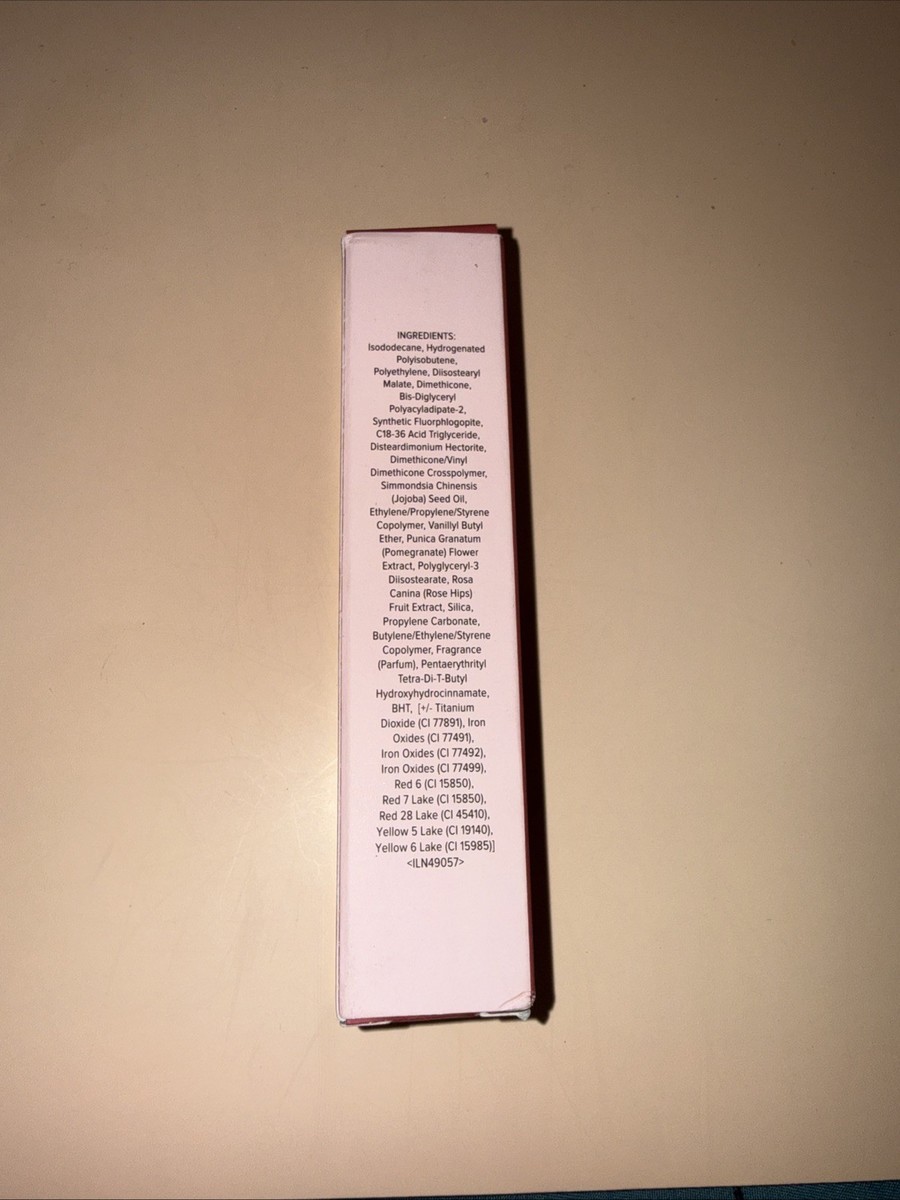 INGREDIENTS:
Isododecane, Hydrogenated
Polyisobutene,
Polyethylene, Diisostearyl
Malate, Dimethicone,
Bis-Diglyceryl
Polyacyladipate-2,
Synthetic Fluorphlogopite,
C18-36 Acid Triglyceride,
Disteardimonium Hectorite,
Dimethicone/Vinyl
Dimethicone Crosspolymer,
Simmondsia Chinensis
(Jojoba) Seed Oil,
Ethylene/Propylene/Styrene
Copolymer, Vanillyl Butyl
Ether, Punica Granatum
(Pomegranate) Flower
Extract, Polyglyceryl-3
Diisostearate, Rosa
Canina (Rose Hips)
Fruit Extract, Silica,
Propylene Carbonate,
Butylene/Ethylene/Styrene
Copolymer, Fragrance
(Parfum), Pentaerythrityl
Tetra-Di-T-Butyl
Hydroxyhydrocinnamate,
BHT, [+/- Titanium
Dioxide (CI 77891), Iron
Oxides (CI 77491),
Iron Oxides (CI 77492),
Iron Oxides (CI 77499),
Red 6 (CI 15850),
Red 7 Lake (CI 15850),
Red 28 Lake (CI 45410),
Yellow 5 Lake (CI 19140),
Yellow 6 Lake (CI 15985)]
<ILN49057>